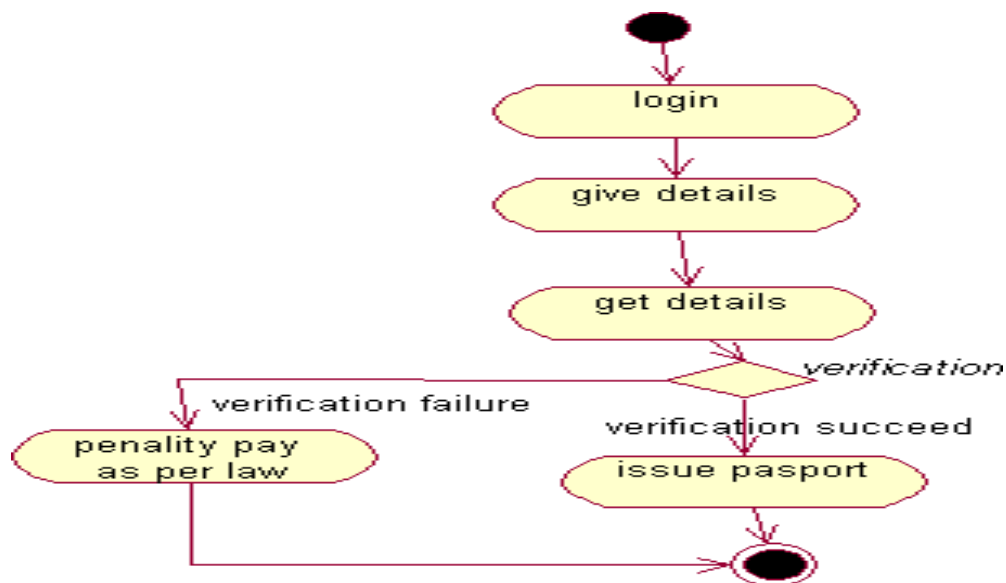 login
give details
get details
verification
verification failure
verification succeed
penality pay
as per law
issue pasport